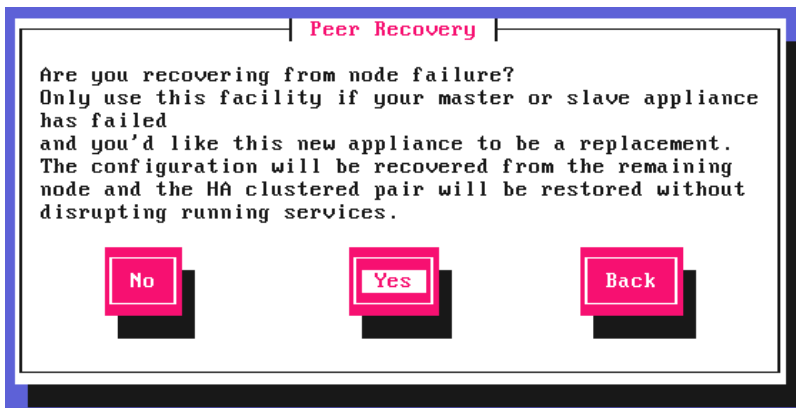 Peer Recovery
Are you recovering from node failure?
Only use this facility if your master or slave appliance
has failed
and you'd like this new appliance to be a replacement.
The configuration will be recovered from the remaining
node and the HA clustered pair will be restored without
disrupting running services.
No Yes Back